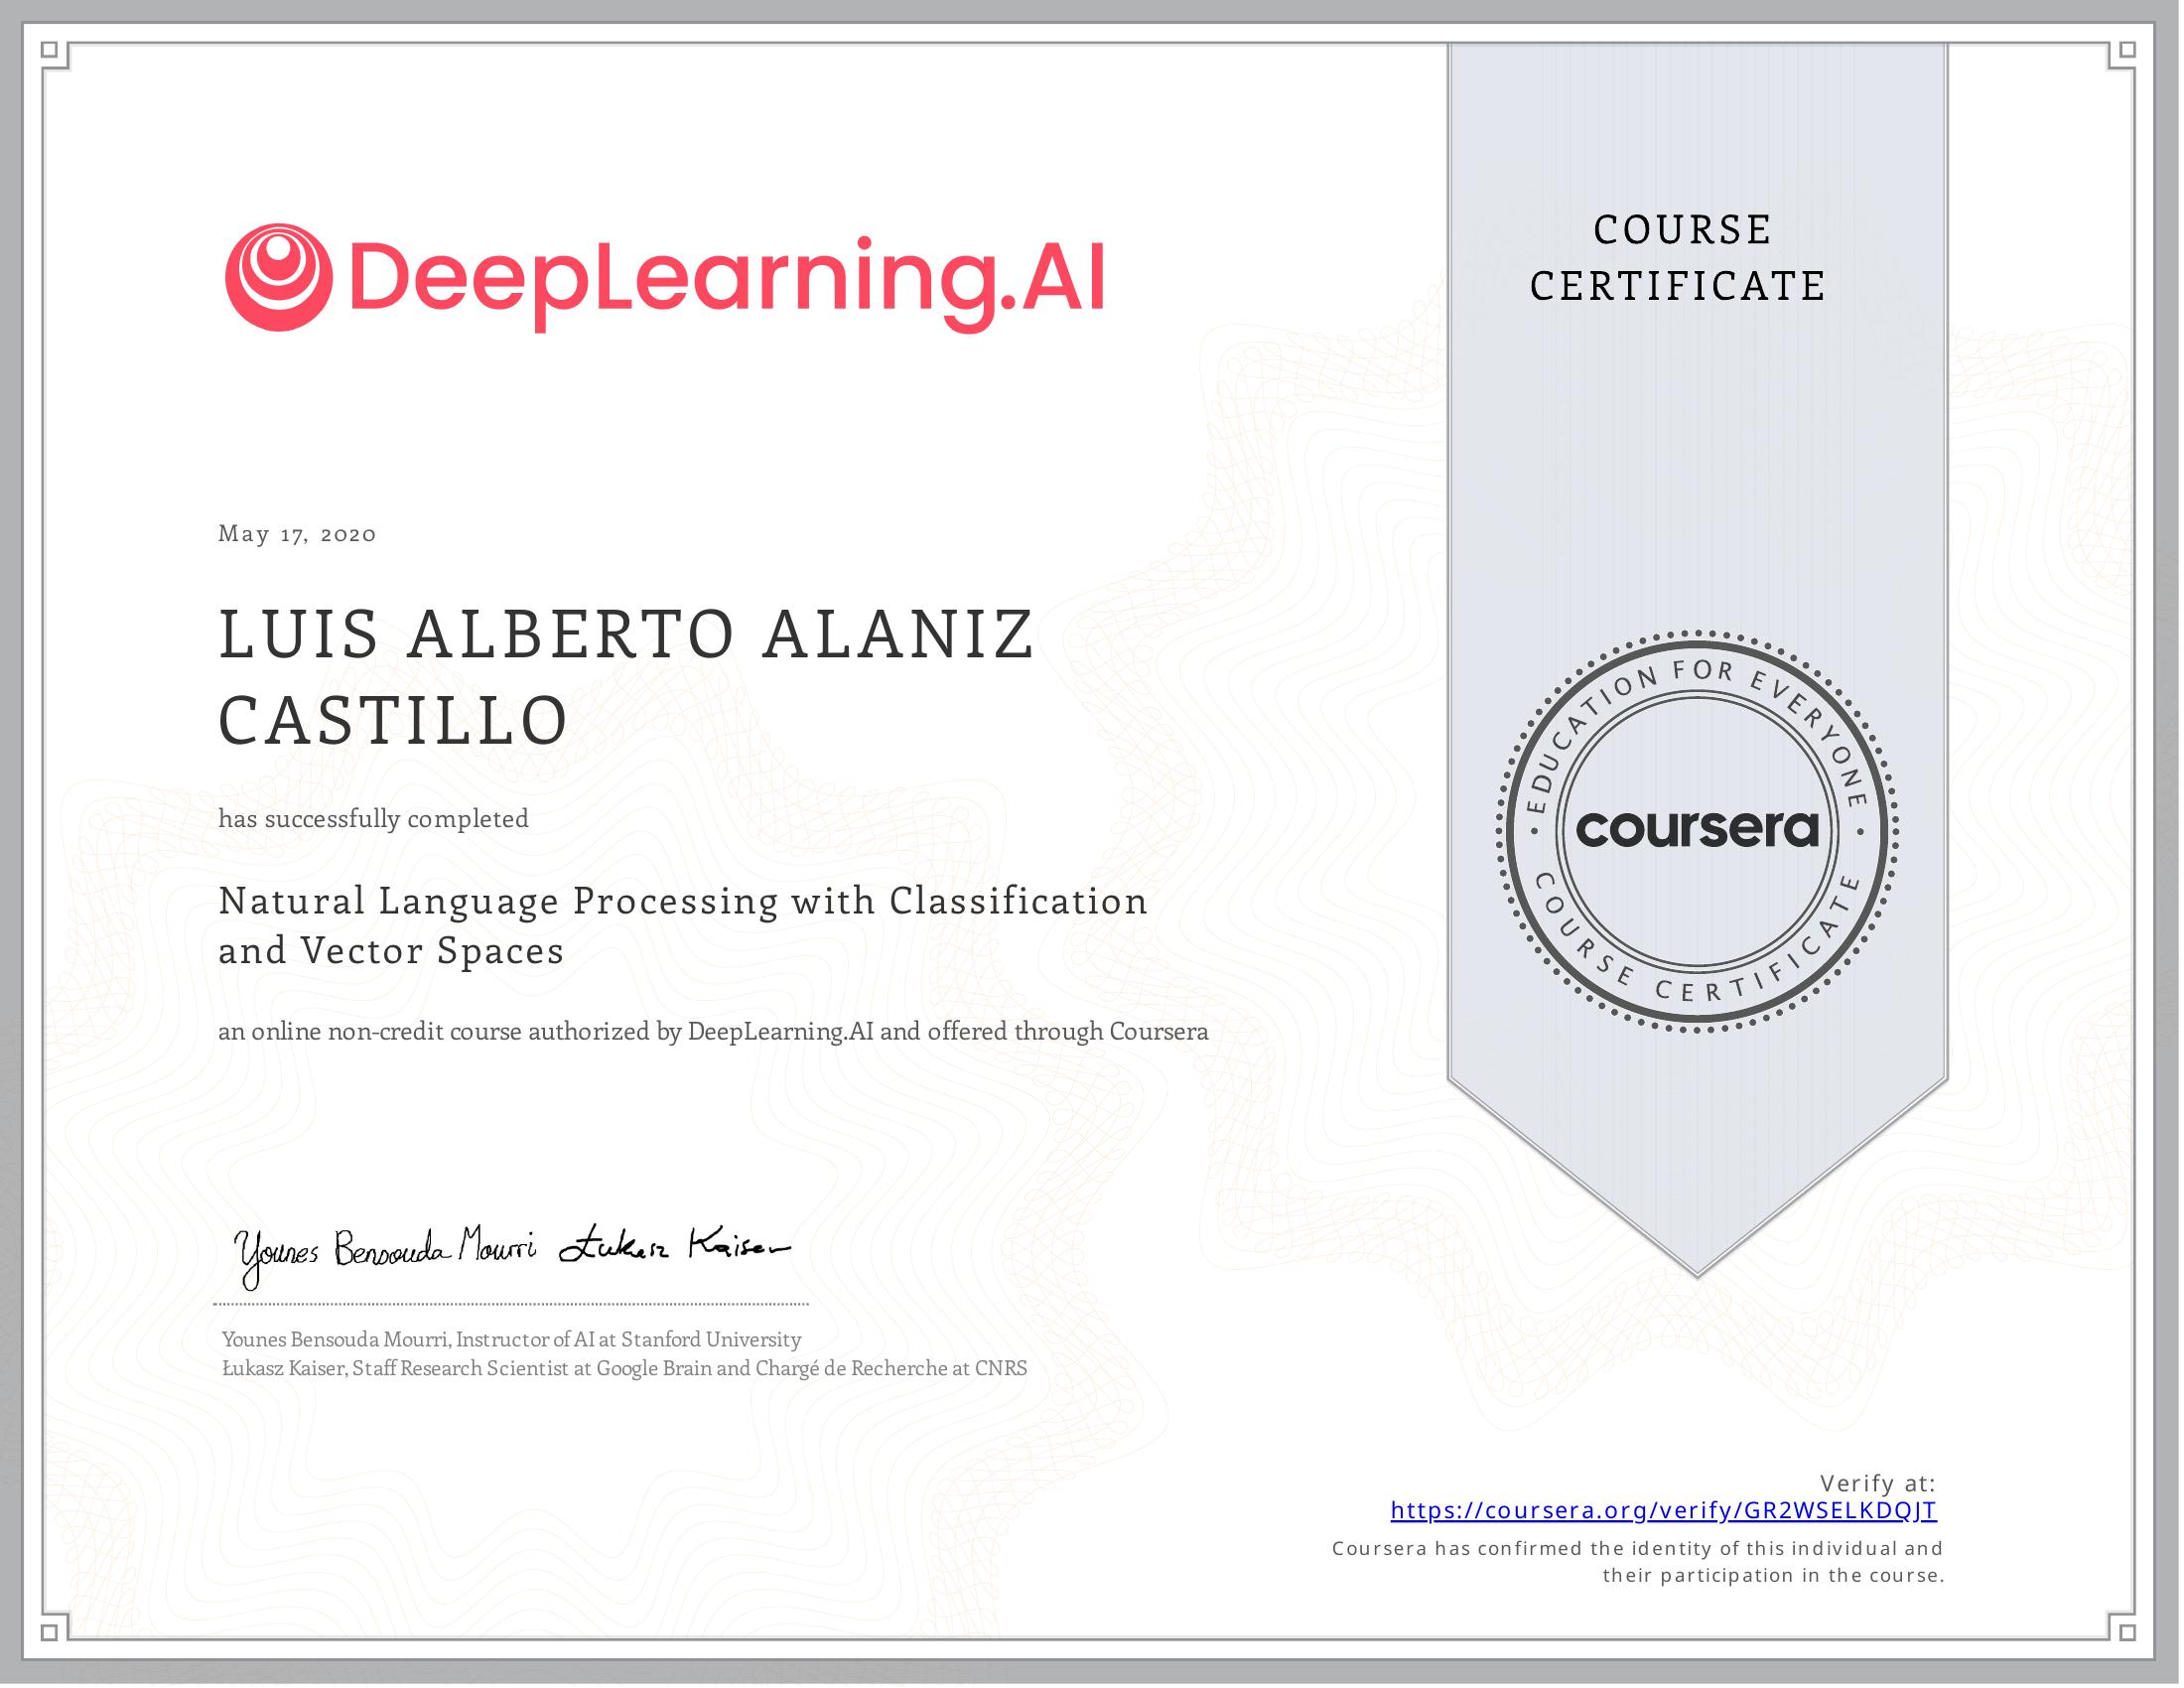 DeepLearning.AI
COURSE
CERTIFICATE
May 17, 2020
LUIS ALBERTO ALANIZ
CASTILLO
has successfully completed
Natural Language Processing with Classification
and Vector Spaces
an online non-credit course authorized by DeepLearning.AI and offered through Coursera
EDUCATION FOR EVERYONE
coursera
COURSE CERTIFICATE
Younes Bensouda Mourri Łukasz Kaiser
Younes Bensouda Mourri, Instructor of AI at Stanford University
Łukasz Kaiser, Staff Research Scientist at Google Brain and Chargé de Recherche at CNRS
Verify at:
https://coursera.org/verify/GR2WSELKDQJT
Coursera has confirmed the identity of this individual and
their participation in the course.